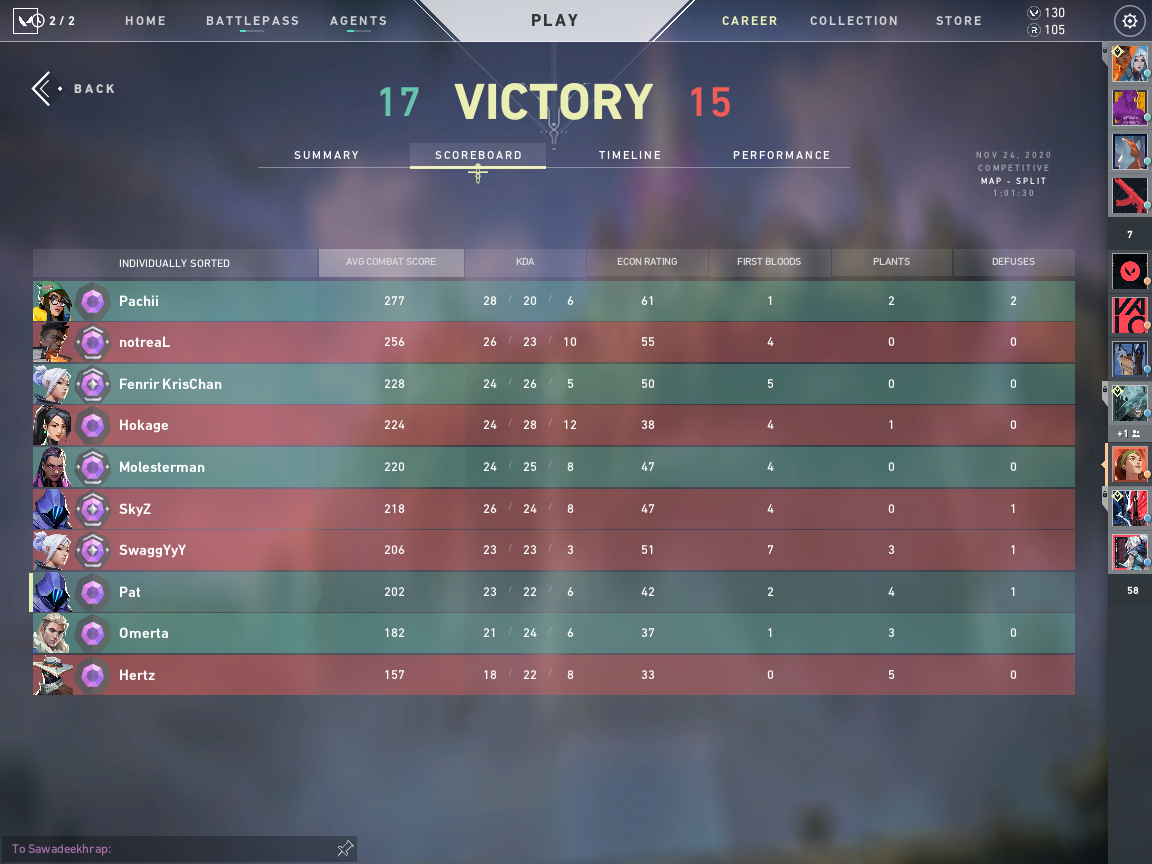 2 / 2 HOME BATTLEPASS AGENTS PLAY CAREER COLLECTION STORE 130
R 105
BACK
17 VICTORY 15
SUMMARY SCOREBOARD TIMELINE PERFORMANCE
NOV 24, 2020
COMPETITIVE
MAP - SPLIT
1:01:30
7
INDIVIDUALLY SORTED AVG COMBAT SCORE KDA ECON RATING FIRST BLOODS PLANTS DEFUSES
Pachii 277 28 / 20 / 6 61 1 2 2
notreaL 256 26 / 23 / 10 55 4 0 0
Fenrir KrisChan 228 24 / 26 / 5 50 5 0 0
Hokage 224 24 / 28 / 12 38 4 1 0
+1
Molesterman 220 24 / 25 / 8 47 4 0 0
SkyZ 218 26 / 24 / 8 47 4 0 1
SwaggYyY 206 23 / 23 / 3 51 7 3 1
Pat 202 23 / 22 / 6 42 2 4 1
58
Omerta 182 21 / 24 / 6 37 1 3 0
Hertz 157 18 / 22 / 8 33 0 5 0
To Sawadeekhrap: